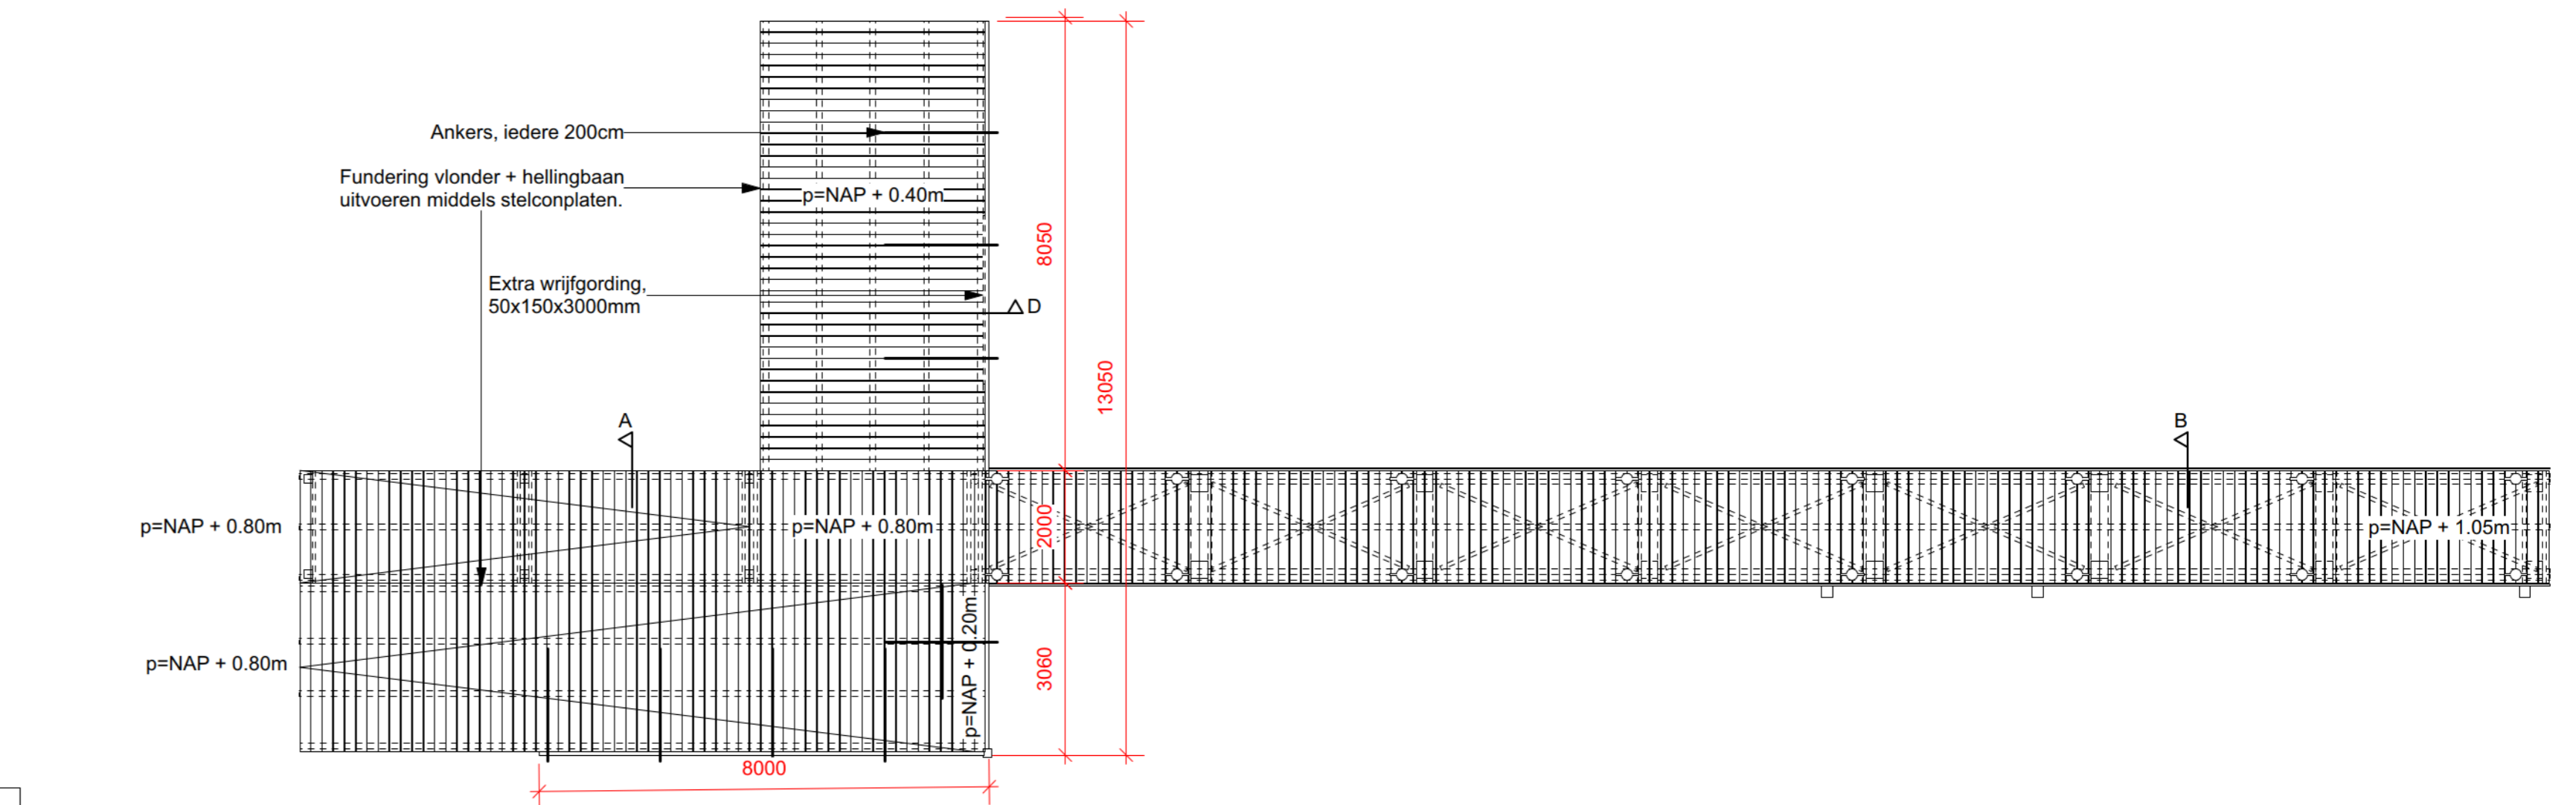 Ankers, iedere 200cm
Fundering vlonder + hellingbaan
uitvoeren middels stelconplaten.
p=NAP + 0.40m
8050
Extra wrijfgording,
50x150x3000mm
D
13050
A
B
p=NAP + 0.80m
p=NAP + 0.80m
2000
p=NAP + 1.05m
p=NAP + 0.80m
p=NAP + 0.20m
3060
8000